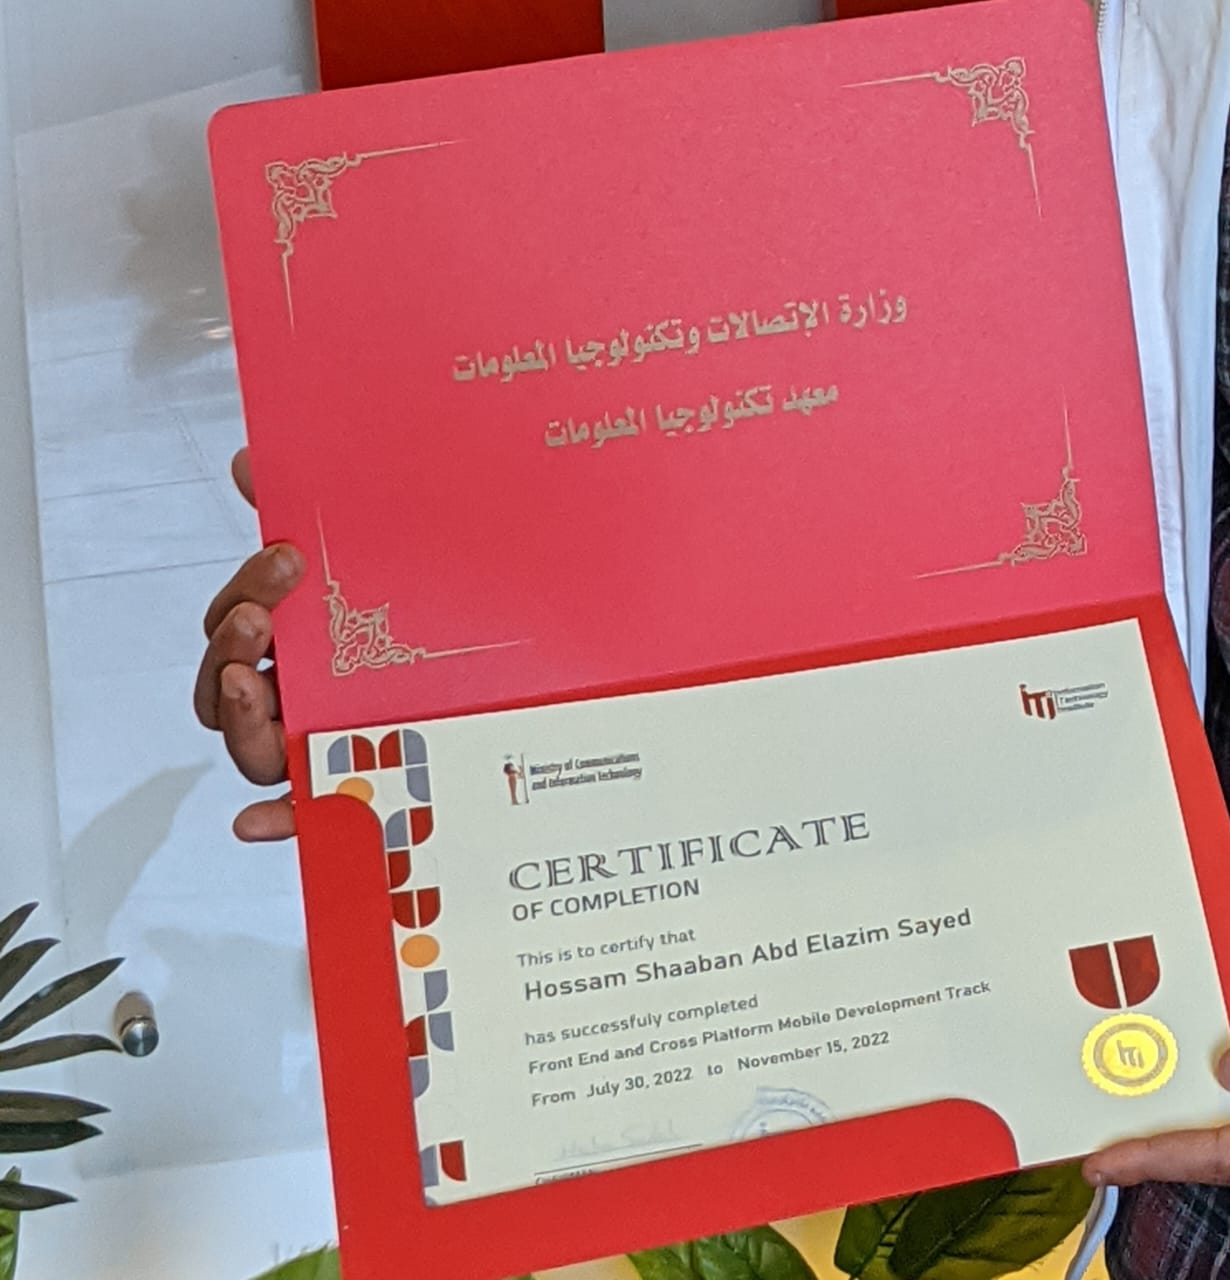 وزارة الإتصالات وتكنولوجيا المعلومات
معهد تكنولوجيا المعلومات
Ministry of Communications
and Information Technology
iTi
Information
Technology
Institute
CERTIFICATE
OF COMPLETION
This is to certify that
Hossam Shaaban Abd Elazim Sayed
has successfuly completed
Front End and Cross Platform Mobile Development Track
From July 30, 2022 to November 15, 2022
iTi